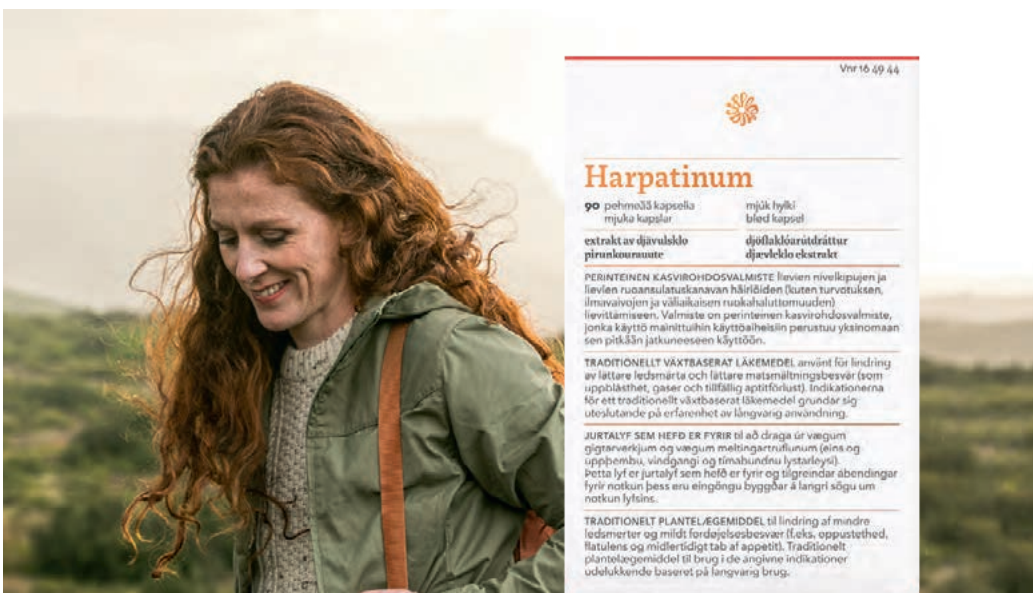 Vnr 16 49 44
Harpatinum
90 pehmeää kapselia
mjuka kapslar
mjúk hylki
blød kapsel
extrakt av djävulsklo
pirunkourauute
djöflaklóarútdráttur
djævleklo ekstrakt
PERINTEINEN KASVIROHDOSVALMISTE lievien nivelkipujen ja
lievien ruoansulatuskanavan häiriöiden (kuten turvotuksen,
ilmavaivojen ja väliaikaisen ruokahaluttomuuden)
lievittämiseen. Valmiste on perinteinen kasvirohdosvalmiste,
jonka käyttö mainittuihin käyttöaiheisiin perustuu yksinomaan
sen pitkään jatkuneeseen käyttöön.
TRADITIONELLT VÄXTBASERAT LÄKEMEDEL använt för lindring
av lättare ledsmärta och lättare matsmältningsbesvär (som
uppblåsthet, gaser och tillfällig aptitförlust). Indikationerna
för ett traditionellt växtbaserat läkemedel grundar sig
uteslutande på erfarenhet av långvarig användning.
JURTALYF SEM HEFÐ ER FYRIR til að draga úr vægum
gigtarverkjum og vægum meltingartruflunum (eins og
uppþembu, vindgangi og tímabundnu lystarleysi).
Þetta lyf er jurtalyf sem hefð er fyrir og tilgreindar ábendingar
fyrir notkun þess eru eingöngu byggðar á langri sögu um
notkun lyfsins.
TRADITIONELT PLANTELÆGEMIDDEL til lindring af mindre
ledsmerter og mildt fordøjelsesbesvær (f.eks. oppustethed,
flatulens og midlertidigt tab af appetit). Traditionelt
plantelægemiddel til brug i de angivne indikationer
udelukkende baseret på langvarig brug.